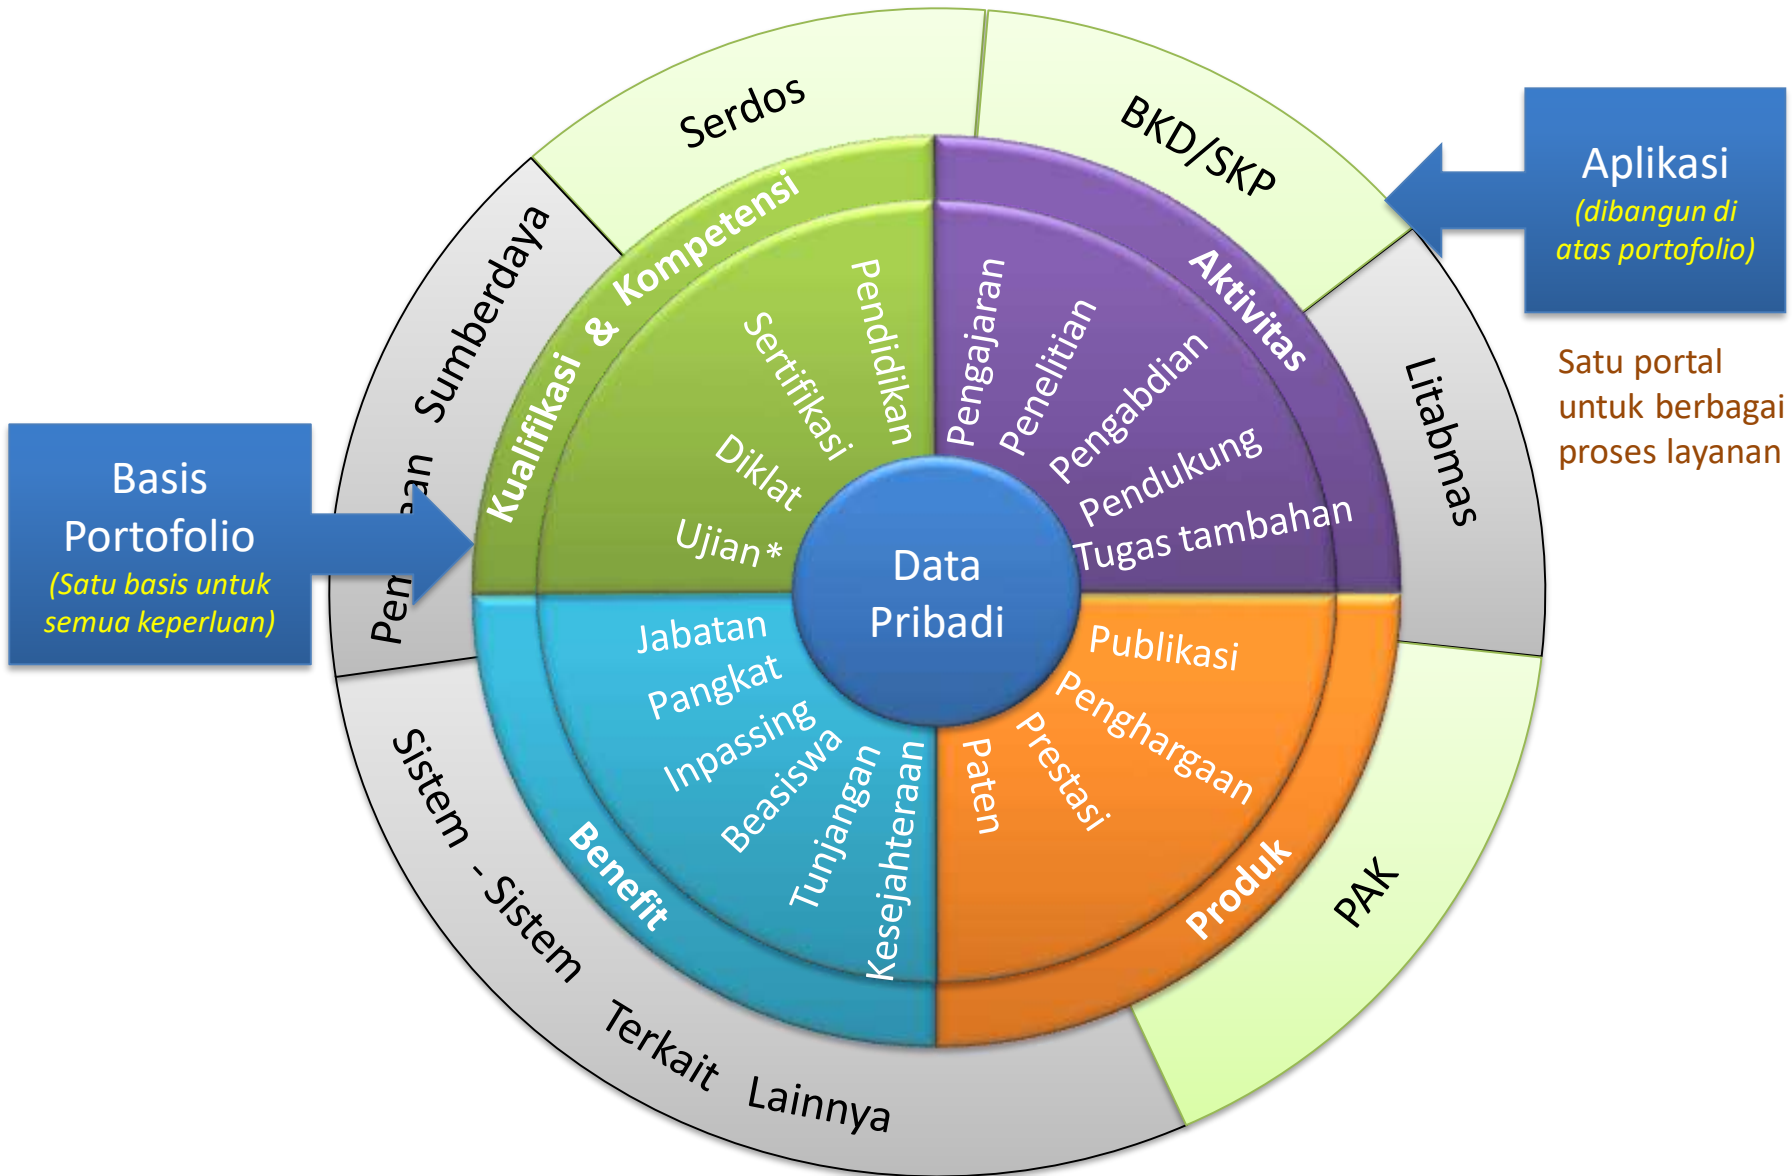 Serdos
BKD/SKP
Litabmas
PAK
Sistem - Sistem Terkait Lainnya
Sumberdaya
Kualifikasi & Kompetensi
Pendidikan
Sertifikasi
Diklat
Ujian*
Aktivitas
Pengajaran
Penelitian
Pengabdian
Pendukung
Tugas tambahan
Produk
Publikasi
Penghargaan
Prestasi
Paten
Benefit
Jabatan
Pangkat
Inpassing
Beasiswa
Tunjangan
Kesejahteraan
Data
Pribadi
Basis
Portofolio
(Satu basis untuk
semua keperluan)
Aplikasi
(dibangun di
atas portofolio)
Satu portal
untuk berbagai
proses layanan